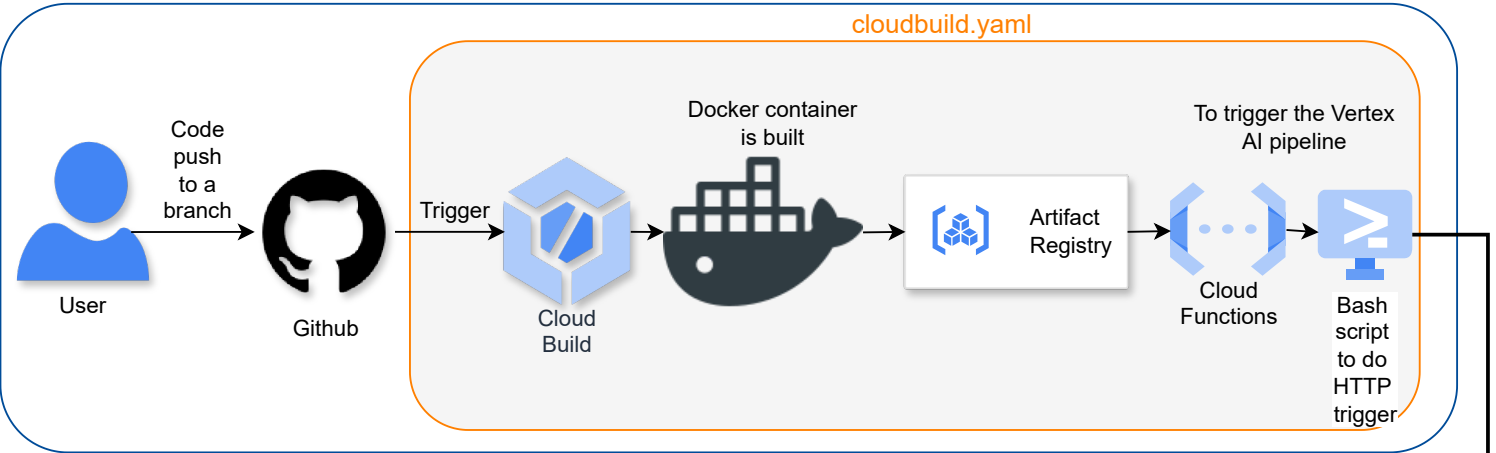 cloudbuild.yaml
Code
push
to a
branch
User
Github
Trigger
Cloud
Build
Docker container
is built
Artifact
Registry
To trigger the Vertex
AI pipeline
Cloud
Functions
Bash
script
to do
HTTP
trigger